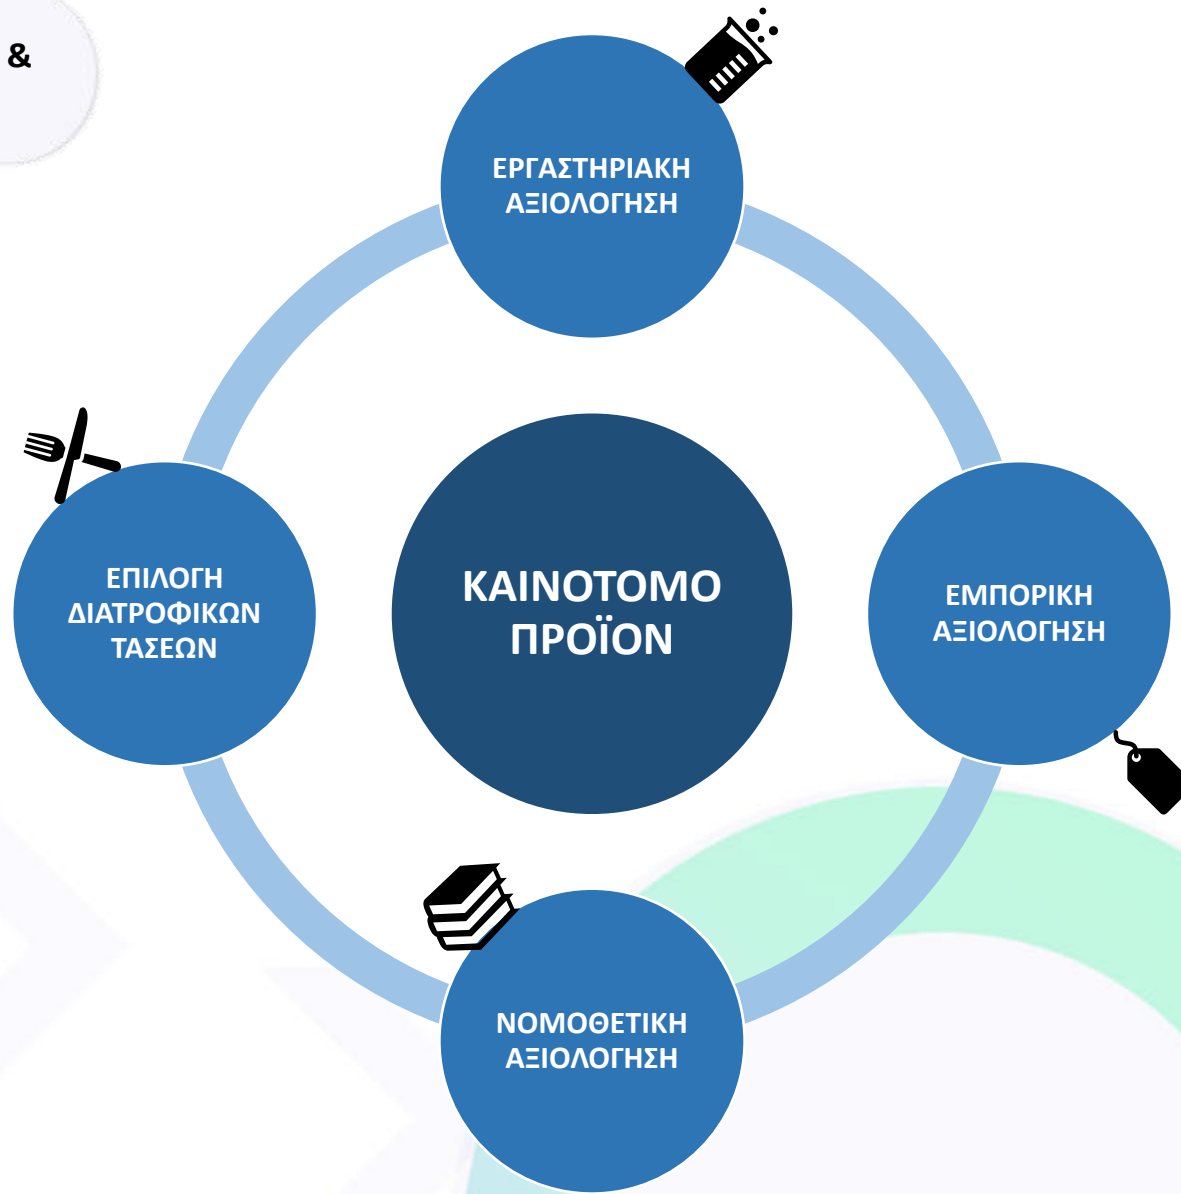 &
ΕΡΓΑΣΤΗΡΙΑΚΗ
ΑΞΙΟΛΟΓΗΣΗ
ΕΠΙΛΟΓΗ
ΔΙΑΤΡΟΦΙΚΩΝ
ΤΑΣΕΩΝ
ΚΑΙΝΟΤΟΜΟ
ΠΡΟΪΟΝ
ΕΜΠΟΡΙΚΗ
ΑΞΙΟΛΟΓΗΣΗ
ΝΟΜΟΘΕΤΙΚΗ
ΑΞΙΟΛΟΓΗΣΗ